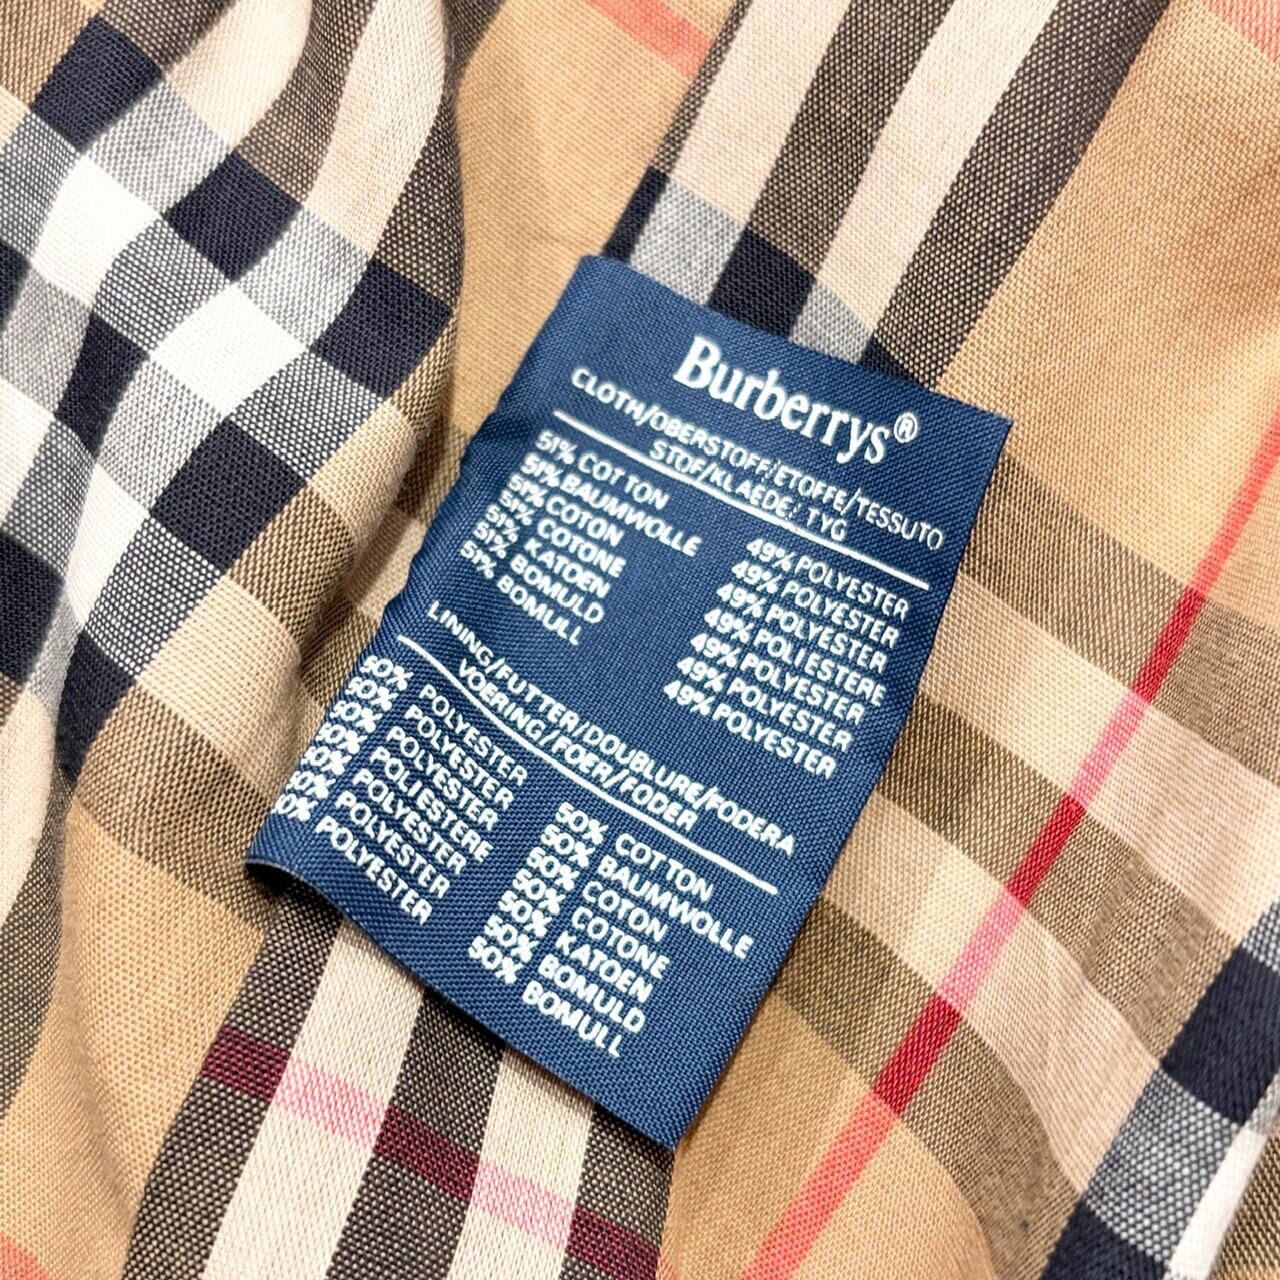 Burberrys®
CLOTH/OBERSTOFF/ETOFFE/TESSUTO
STOF/KLAEDE/TYG
51% COTTON 49% POLYESTER
51% BAUMWOLLE 49% POLYESTER
51% COTON 49% POLYESTER
51% COTONE 49% POLIESTERE
51% KATOEN 49% POLYESTER
51% BOMULD 49% POLYESTER
51% BOMULL 49% POLYESTER
LINING/FUTTER/DOUBLURE/FODERA
VOERING/FOER/FODER
50% POLYESTER 50% COTTON
50% POLYESTER 50% BAUMWOLLE
50% POLYESTER 50% COTON
50% POLIESTERE 50% COTONE
50% POLYESTER 50% KATOEN
50% POLYESTER 50% BOMULD
50% POLYESTER 50% BOMULL